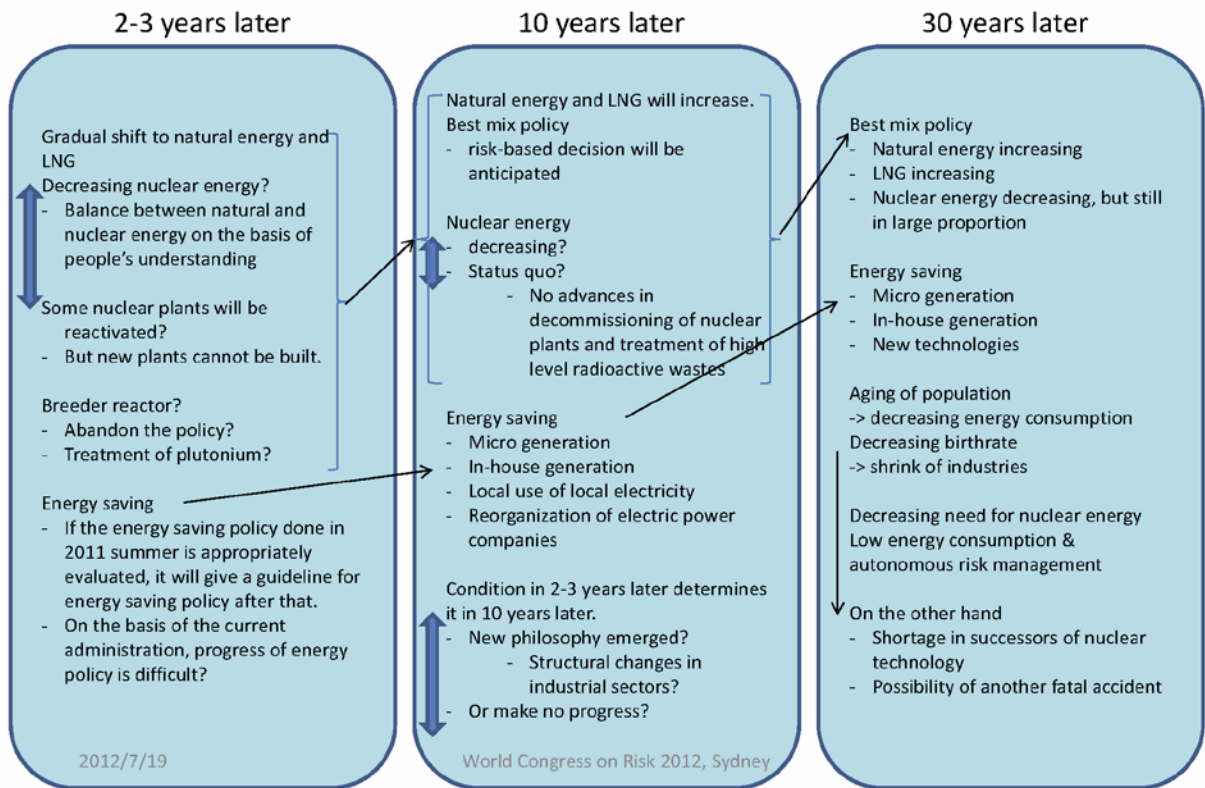 2-3 years later
Gradual shift to natural energy and
LNG
Decreasing nuclear energy?
- Balance between natural and
nuclear energy on the basis of
people's understanding
Some nuclear plants will be
reactivated?
- But new plants cannot be built.
Breeder reactor?
- Abandon the policy?
- Treatment of plutonium?
Energy saving
- If the energy saving policy done in
2011 summer is appropriately
evaluated, it will give a guideline for
energy saving policy after that.
- On the basis of the current
administration, progress of energy
policy is difficult?
2012/7/19
10 years later
Natural energy and LNG will increase.
Best mix policy
- risk-based decision will be
anticipated
Nuclear energy
- decreasing?
- Status quo?
- No advances in
decommissioning of nuclear
plants and treatment of high
level radioactive wastes
Energy saving
- Micro generation
- In-house generation
- Local use of local electricity
- Reorganization of electric power
companies
Condition in 2-3 years later determines
it in 10 years later.
- New philosophy emerged?
- Structural changes in
industrial sectors?
- Or make no progress?
World Congress on Risk 2012, Sydney
30 years later
Best mix policy
- Natural energy increasing
- LNG increasing
- Nuclear energy decreasing, but still
in large proportion
Energy saving
- Micro generation
- In-house generation
- New technologies
Aging of population
-> decreasing energy consumption
Decreasing birthrate
-> shrink of industries
Decreasing need for nuclear energy
Low energy consumption &
autonomous risk management
On the other hand
- Shortage in successors of nuclear
technology
- Possibility of another fatal accident